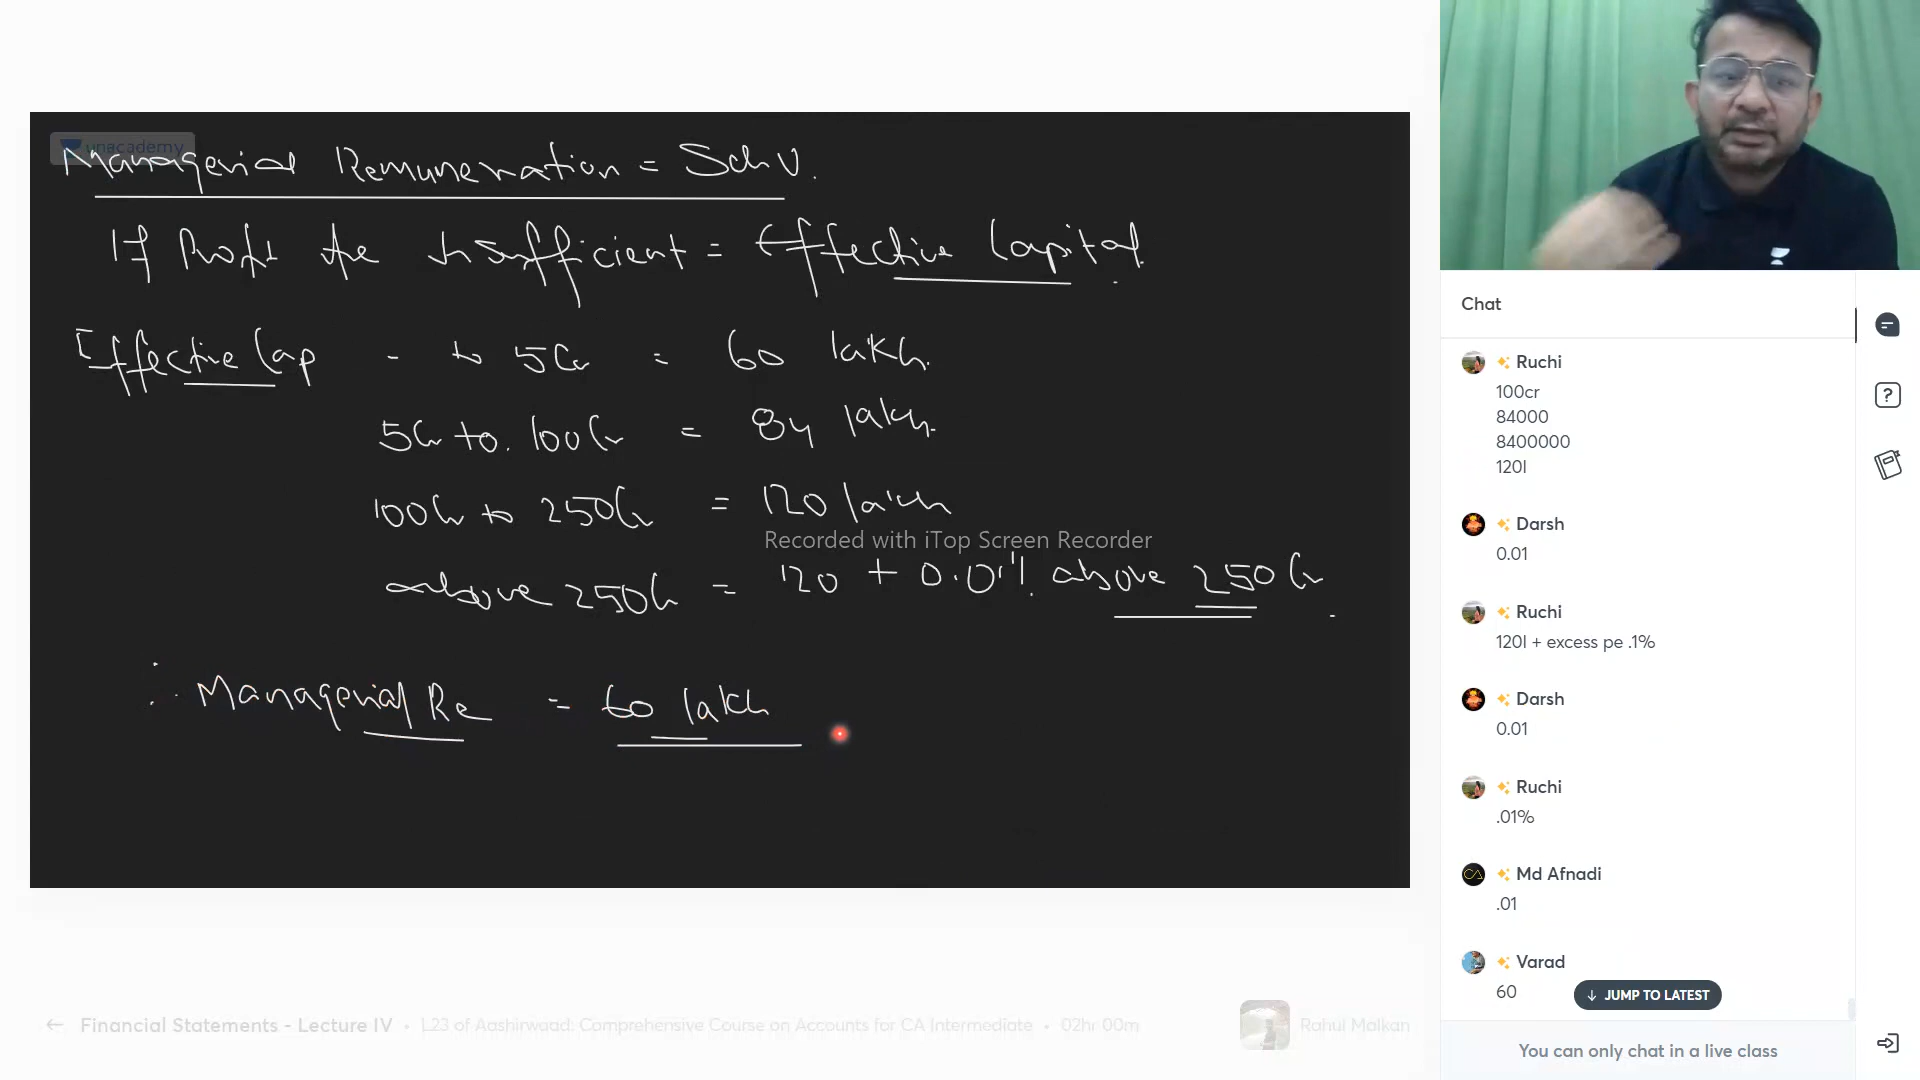 unacademy
Managerial Remuneration = Sch V.
If Profit are Insufficient = Effective Capital
Effective Cap - to 5Cr = 60 lakh.
5Cr to. 100Cr = 84 lakh.
100Cr to 250Cr = 120 lakh
Recorded with iTop Screen Recorder
above 250Cr = 120 + 0.01% above 250Cr.
∴ Managerial Re = 60 lakh
← Financial Statements - Lecture IV • L23 of Aashirwaad: Comprehensive Course on Accounts for CA Intermediate • 02hr 00m
Rahul Malkan
Chat
Ruchi
100cr
84000
8400000
120l
Darsh
0.01
Ruchi
120l + excess pe .1%
Darsh
0.01
Ruchi
.01%
CA
Md Afnadi
.01
Varad
60
↓ JUMP TO LATEST
You can only chat in a live class